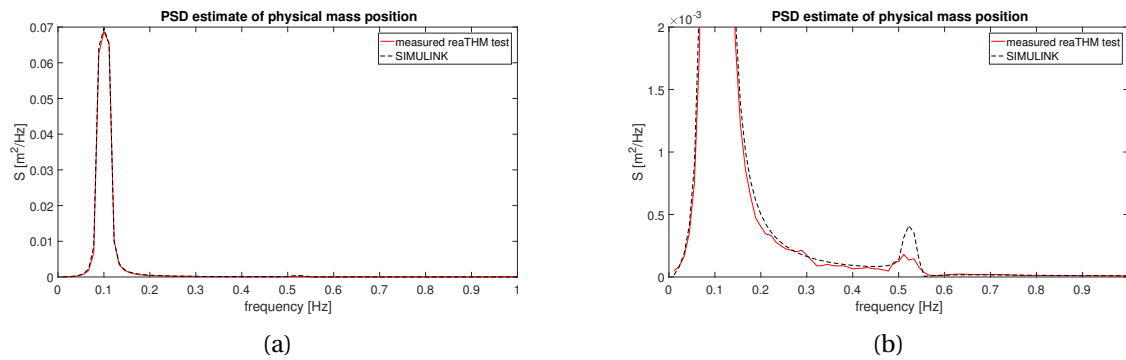 PSD estimate of physical mass position
measured reaTHM test
SIMULINK
S [m²/Hz]
0.07
0.06
0.05
0.04
0.03
0.02
0.01
0
0 0.1 0.2 0.3 0.4 0.5 0.6 0.7 0.8 0.9 1
frequency [Hz]
(a)
PSD estimate of physical mass position
×10⁻³
measured reaTHM test
SIMULINK
S [m²/Hz]
2
1.5
1
0.5
0
0 0.1 0.2 0.3 0.4 0.5 0.6 0.7 0.8 0.9
frequency [Hz]
(b)